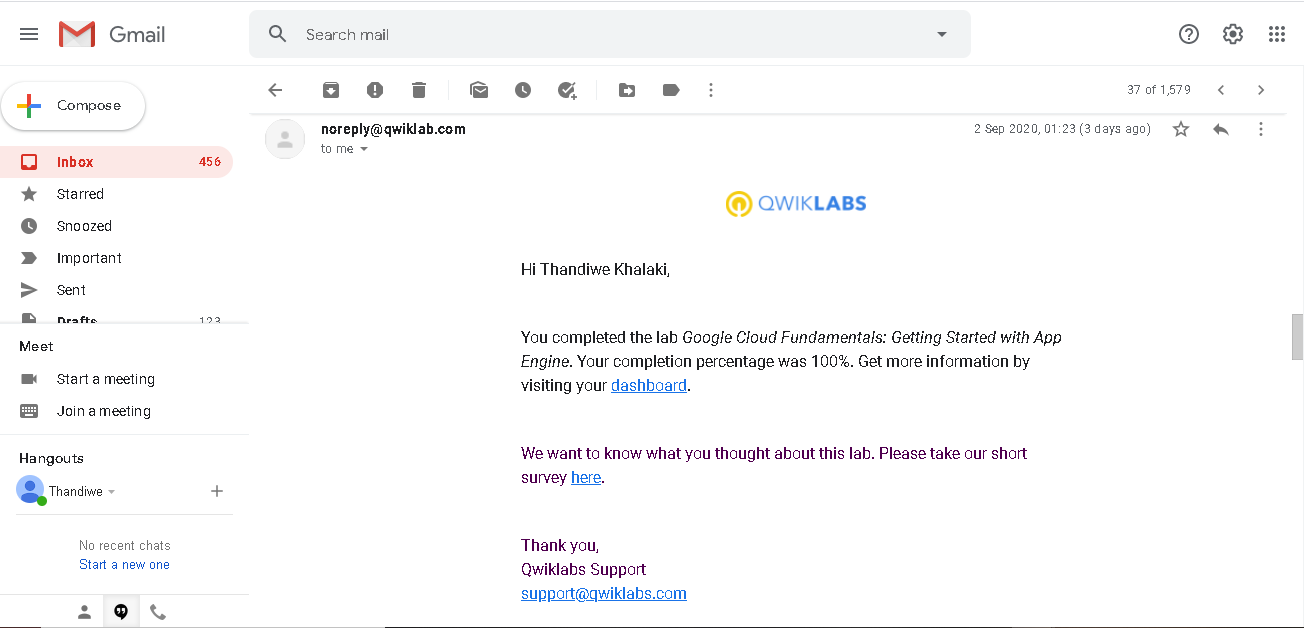 Gmail
Search mail
Compose
37 of 1,579
Inbox 456
Starred
Snoozed
Important
Sent
Drafts 123
Meet
Start a meeting
Join a meeting
Hangouts
Thandiwe
No recent chats
Start a new one
noreply@qwiklab.com
2 Sep 2020, 01:23 (3 days ago)
to me
QWIKLABS
Hi Thandiwe Khalaki,
You completed the lab Google Cloud Fundamentals: Getting Started with App
Engine. Your completion percentage was 100%. Get more information by
visiting your dashboard.
We want to know what you thought about this lab. Please take our short
survey here.
Thank you,
Qwiklabs Support
support@qwiklabs.com